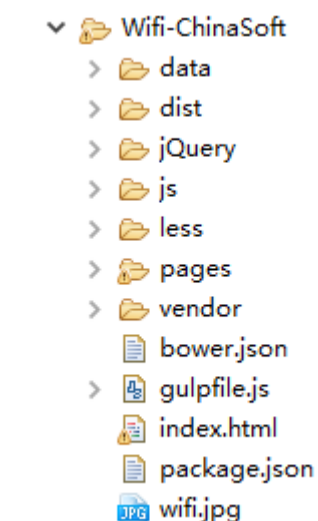 Wifi-ChinaSoft
data
dist
jQuery
js
less
pages
vendor
bower.json
gulpfile.js
index.html
package.json
JPG wifi.jpg